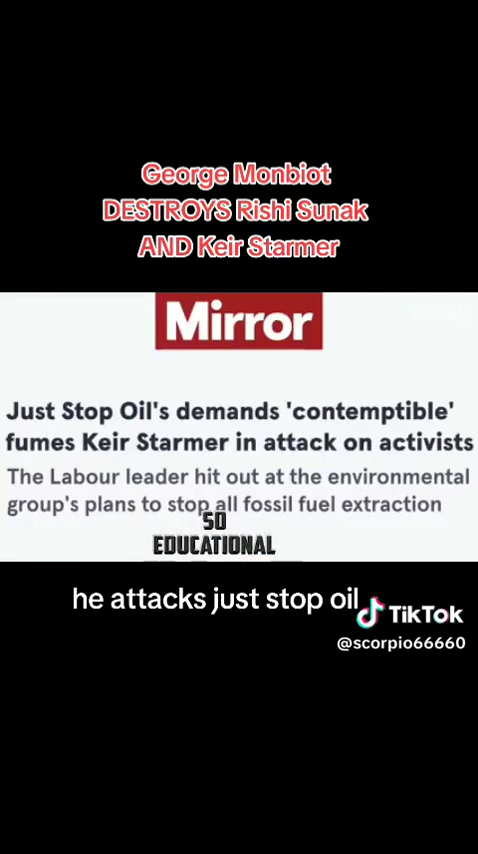 George Monbiot
DESTROYS Rishi Sunak
AND Keir Starmer
Mirror
Just Stop Oil's demands 'contemptible'
fumes Keir Starmer in attack on activists
The Labour leader hit out at the environmental
group's plans to stop all fossil fuel extraction
SO
EDUCATIONAL
he attacks just stop oil
TikTok
@scorpio66660